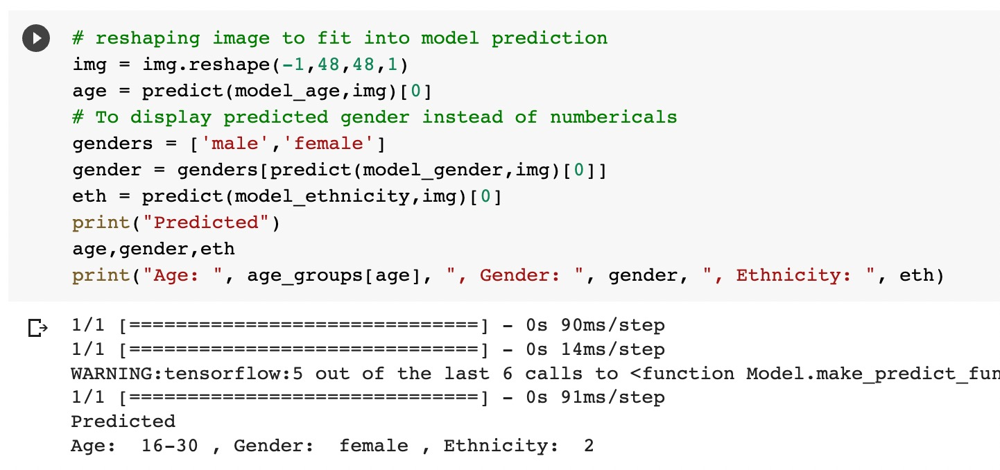 # reshaping image to fit into model prediction
img = img.reshape(-1,48,48,1)
age = predict(model_age,img)[0]
# To display predicted gender instead of numbericals
genders = ['male','female']
gender = genders[predict(model_gender,img)[0]]
eth = predict(model_ethnicity,img)[0]
print("Predicted")
age,gender,eth
print("Age: ", age_groups[age], ", Gender: ", gender, ", Ethnicity: ", eth)
1/1 [==============================] - 0s 90ms/step
1/1 [==============================] - 0s 14ms/step
WARNING:tensorflow:5 out of the last 6 calls to <function Model.make_predict_fun
1/1 [==============================] - 0s 91ms/step
Predicted
Age:  16-30 , Gender:  female , Ethnicity:  2